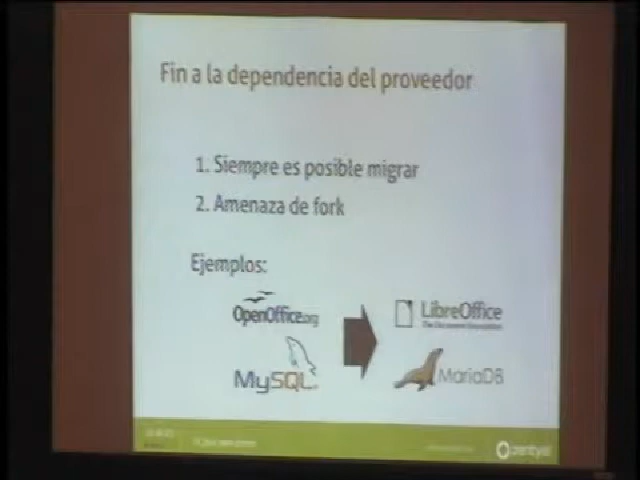 Fin a la dependencia del proveedor
1. Siempre es posible migrar
2. Amenaza de fork
Ejemplos:
OpenOffice.org
LibreOffice
The Document Foundation
MySQL
MariaDB
zentyal